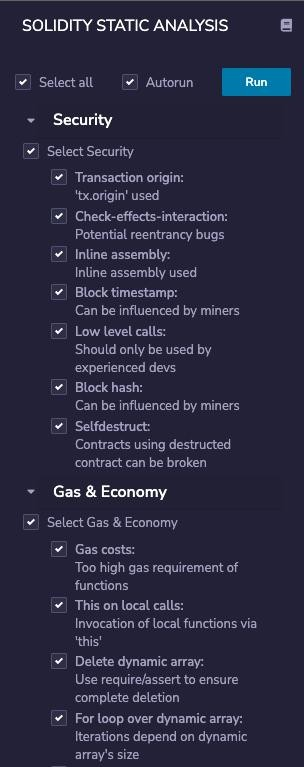 SOLIDITY STATIC ANALYSIS
Select all
Autorun
Run
Security
Select Security
Transaction origin:
'tx.origin' used
Check-effects-interaction:
Potential reentrancy bugs
Inline assembly:
Inline assembly used
Block timestamp:
Can be influenced by miners
Low level calls:
Should only be used by
experienced devs
Block hash:
Can be influenced by miners
Selfdestruct:
Contracts using destructed
contract can be broken
Gas & Economy
Select Gas & Economy
Gas costs:
Too high gas requirement of
functions
This on local calls:
Invocation of local functions via
'this'
Delete dynamic array:
Use require/assert to ensure
complete deletion
For loop over dynamic array:
Iterations depend on dynamic
array's size